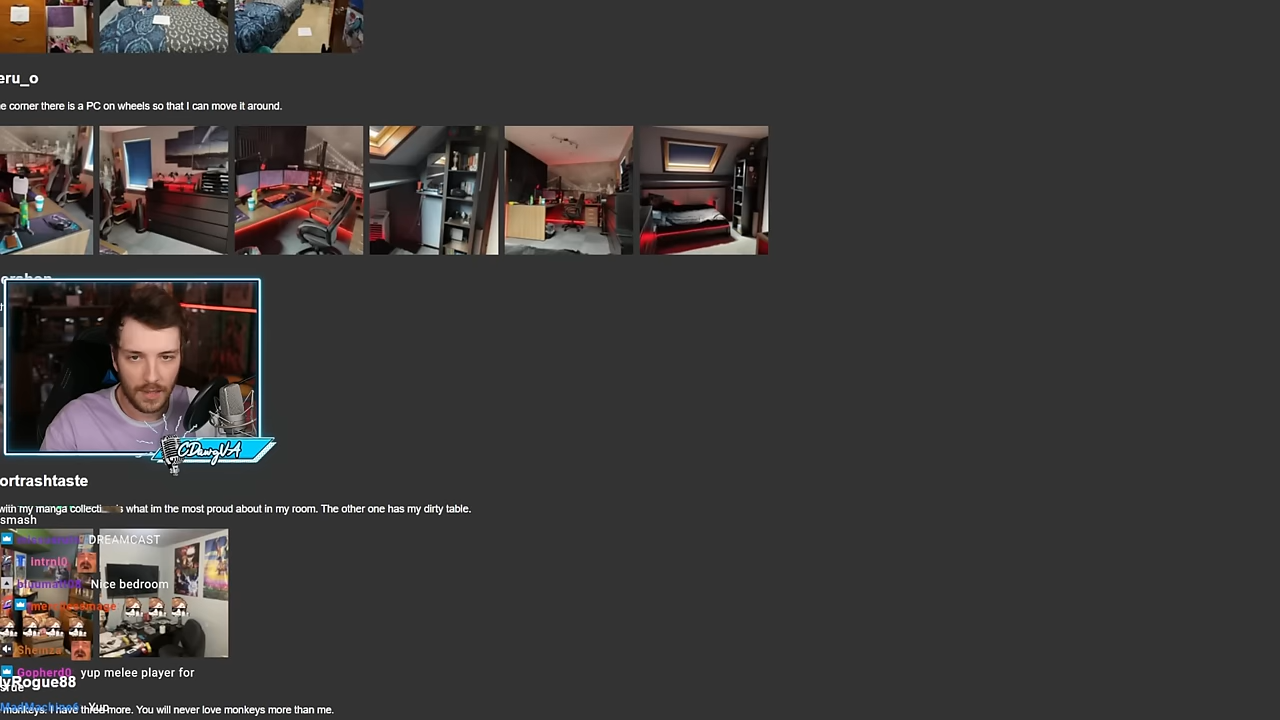 eru_o
e corner there is a PC on wheels so that I can move it around.
CDawgVA
ortrashtaste
with my manga what im the most proud about in my room. The other one has my dirty table.
smash
DREAMCAST
intrnl0
Nice bedroom
Sheinza
Gopherd0 yup melee player for
lyRogue88
MadMachine6 Yup
monkeys. I have three more. You will never love monkeys more than me.